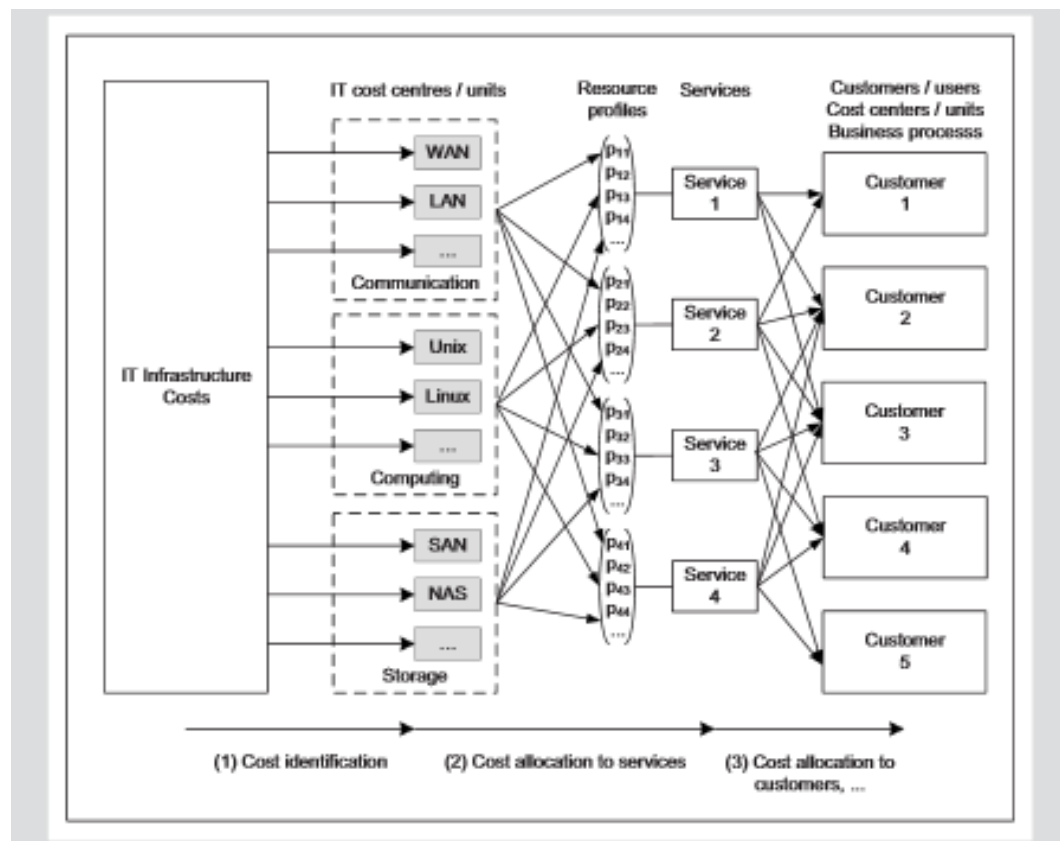 IT cost centres / units
Resource
profiles
Services
Customers / users
Cost centers / units
Business processs
IT Infrastructure
Costs
WAN
LAN
...
Communication
Unix
Linux
...
Computing
SAN
NAS
...
Storage
p11
p12
p13
p14
...
p21
p22
p23
p24
...
p31
p32
p33
p34
...
p41
p42
p43
p44
...
Service
1
Service
2
Service
3
Service
4
Customer
1
Customer
2
Customer
3
Customer
4
Customer
5
(1) Cost identification
(2) Cost allocation to services
(3) Cost allocation to
customers, ...